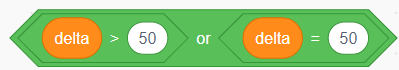 delta > 50 or delta = 50